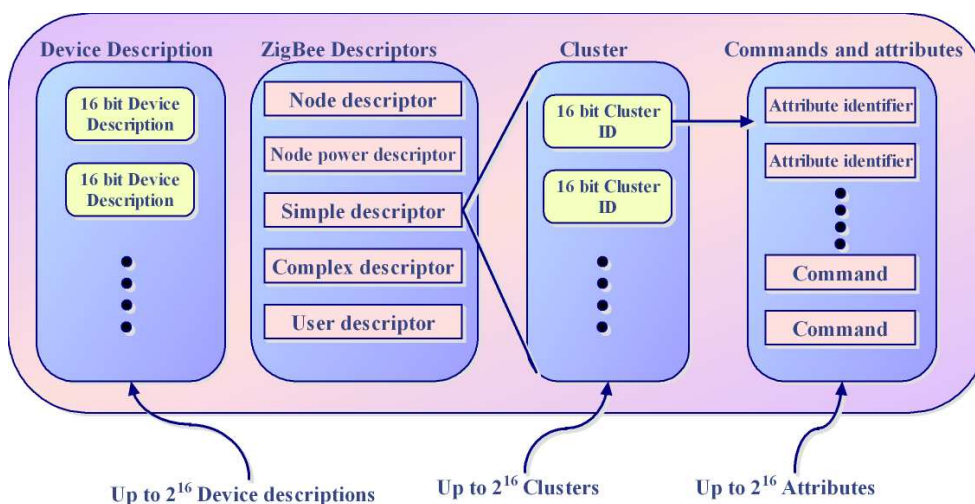 Device Description
ZigBee Descriptors
Cluster
Commands and attributes
16 bit Device
Description
16 bit Device
Description
Node descriptor
Node power descriptor
Simple descriptor
Complex descriptor
User descriptor
16 bit Cluster
ID
16 bit Cluster
ID
Attribute identifier
Attribute identifier
Command
Command
Up to 2¹⁶ Device descriptions
Up to 2¹⁶ Clusters
Up to 2¹⁶ Attributes